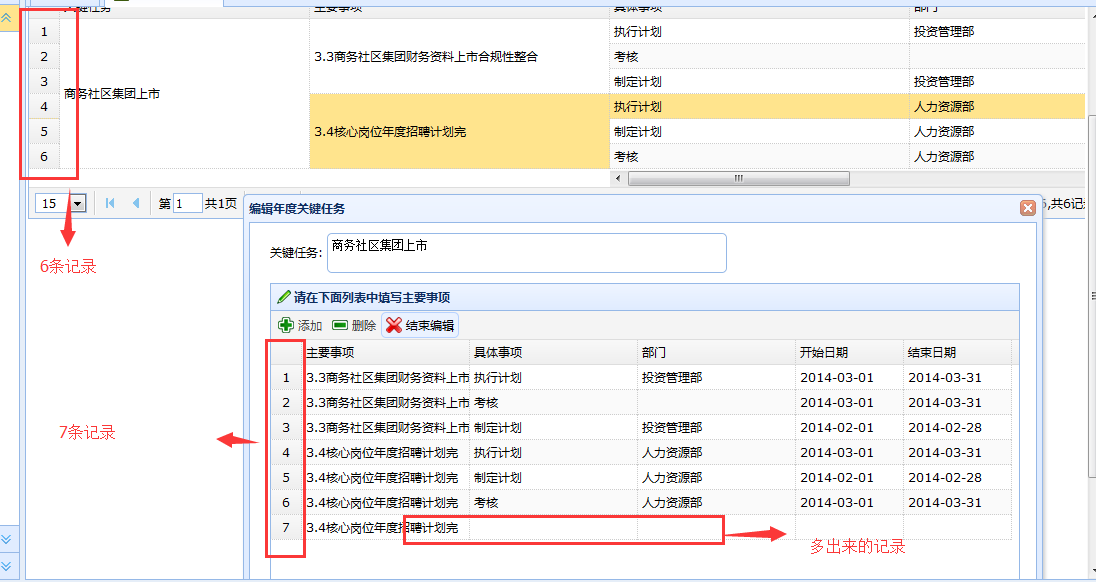 主要事项
部门
1 执行计划 投资管理部
2 3.3商务社区集团财务资料上市合规性整合 考核
3 制定计划 投资管理部
商务社区集团上市
4 执行计划 人力资源部
5 3.4核心岗位年度招聘计划完 制定计划 人力资源部
6 考核 人力资源部
15 第 1 共1页
,共6记
编辑年度关键任务
关键任务: 商务社区集团上市
6条记录
请在下面列表中填写主要事项
添加 删除 结束编辑
主要事项 具体事项 部门 开始日期 结束日期
1 3.3商务社区集团财务资料上市 执行计划 投资管理部 2014-03-01 2014-03-31
2 3.3商务社区集团财务资料上市 考核 2014-03-01 2014-03-31
3 3.3商务社区集团财务资料上市 制定计划 投资管理部 2014-02-01 2014-02-28
7条记录
4 3.4核心岗位年度招聘计划完 执行计划 人力资源部 2014-03-01 2014-03-31
5 3.4核心岗位年度招聘计划完 制定计划 人力资源部 2014-02-01 2014-02-28
6 3.4核心岗位年度招聘计划完 考核 人力资源部 2014-03-01 2014-03-31
7 3.4核心岗位年度招聘计划完
多出来的记录